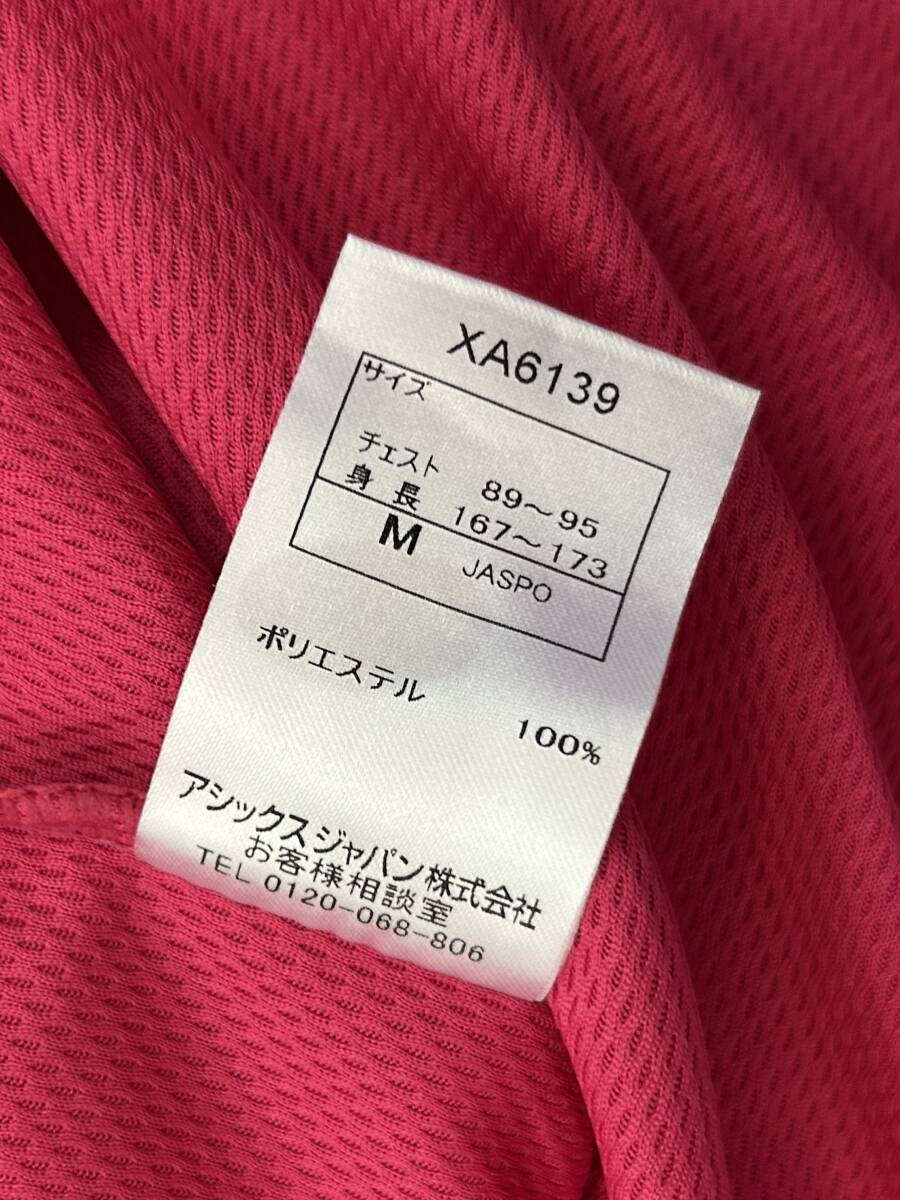 XA6139
サイズ
チェスト 89～95
身長 167～173
M JASPO
ポリエステル
100%
アシックスジャパン株式会社
お客様相談室
TEL 0120-068-806